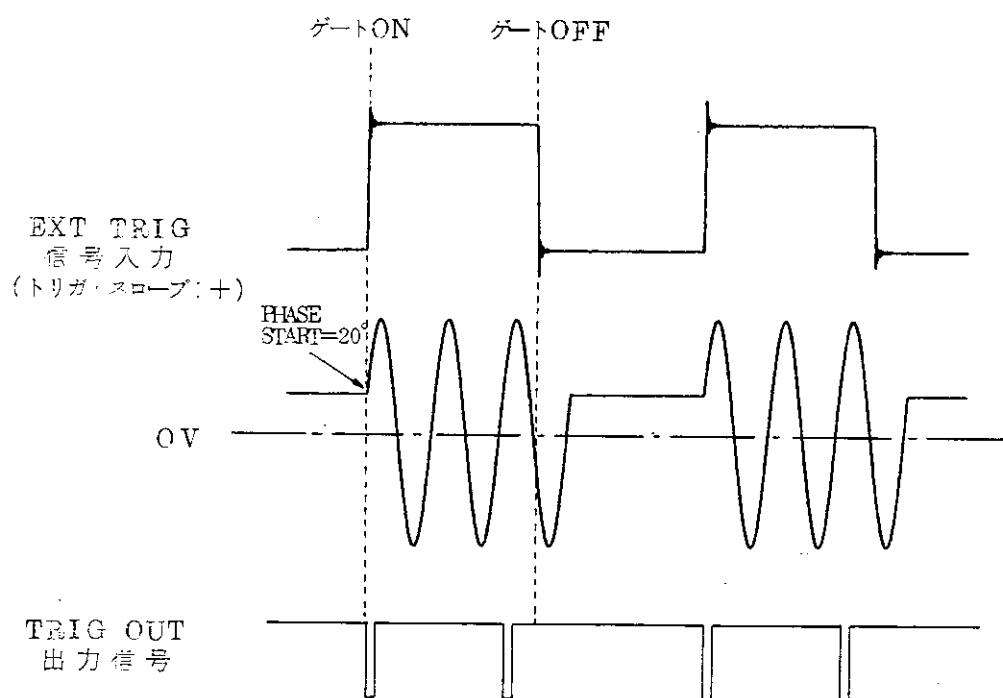 ゲートON ゲートOFF
EXT TRIG
信号入力
(トリガ・スロープ:+)
PHASE
START=20°
OV
TRIG OUT
出力信号